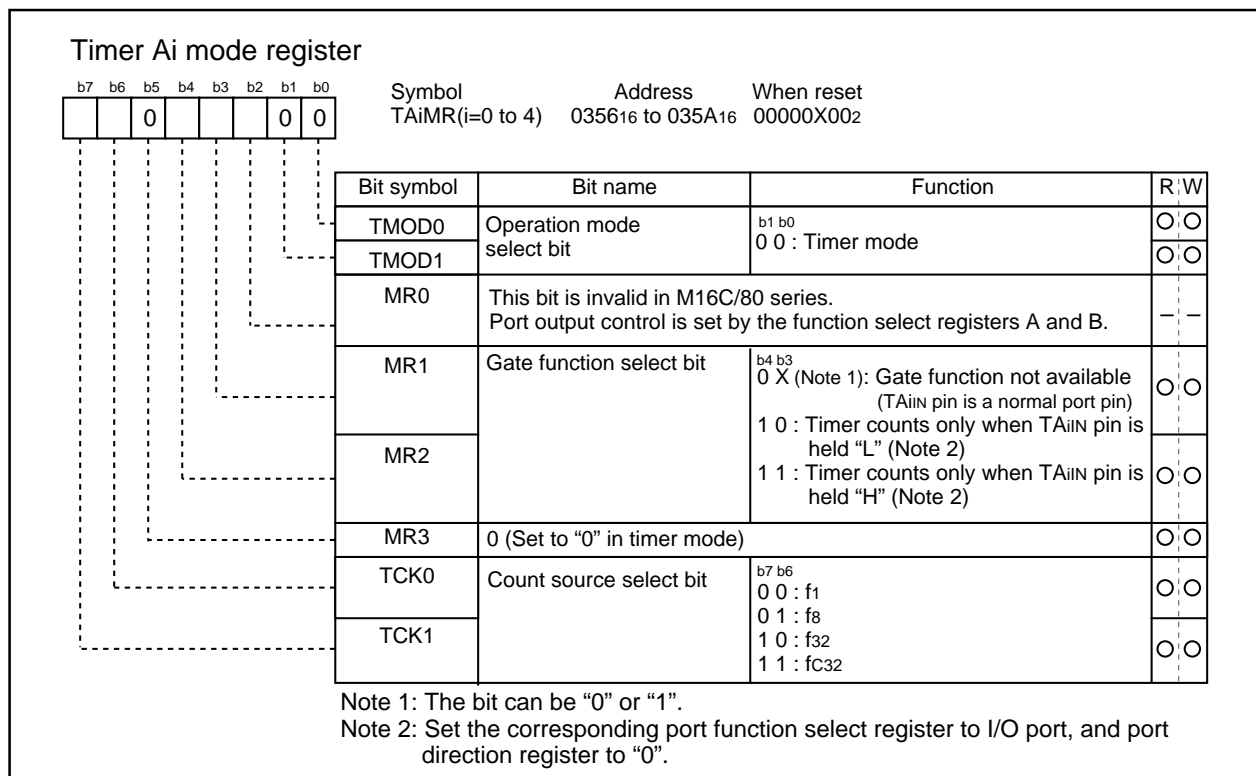 Timer Ai mode register
b7 b6 b5 b4 b3 b2 b1 b0
0 0 0
Symbol Address When reset
TAiMR(i=0 to 4) 035616 to 035A16 00000X002
Bit symbol Bit name Function R W
TMOD0 Operation mode select bit b1 b0
0 0 : Timer mode
TMOD1
MR0 This bit is invalid in M16C/80 series.
Port output control is set by the function select registers A and B. – –
MR1 Gate function select bit b4 b3
0 X (Note 1): Gate function not available
(TAiIN pin is a normal port pin)
1 0 : Timer counts only when TAiIN pin is
held “L” (Note 2)
MR2
1 1 : Timer counts only when TAiIN pin is
held “H” (Note 2)
MR3 0 (Set to “0” in timer mode)
TCK0 Count source select bit b7 b6
0 0 : f1
0 1 : f8
TCK1
1 0 : f32
1 1 : fC32
Note 1: The bit can be “0” or “1”.
Note 2: Set the corresponding port function select register to I/O port, and port
direction register to “0”.